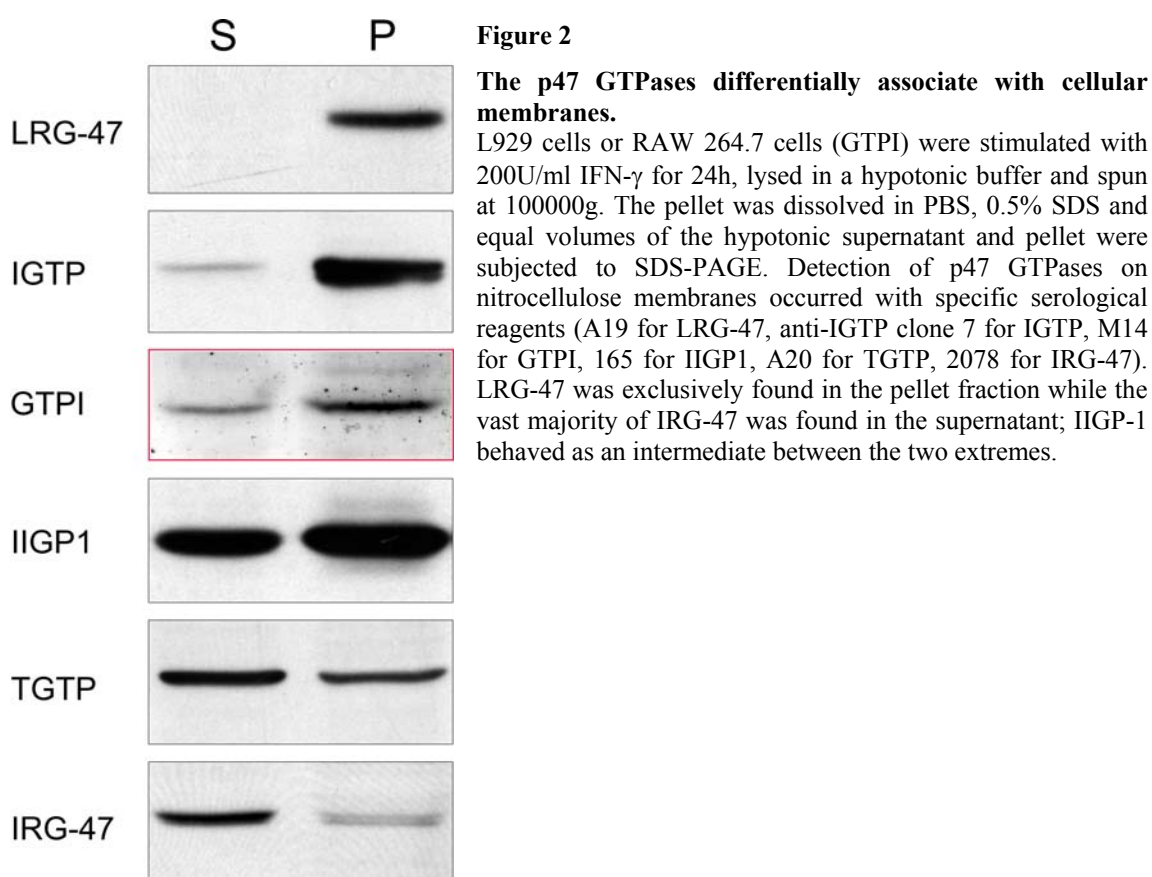 S P
LRG-47
IGTP
GTPI
IIGP1
TGTP
IRG-47
Figure 2
The p47 GTPases differentially associate with cellular
membranes.
L929 cells or RAW 264.7 cells (GTPI) were stimulated with
200U/ml IFN-γ for 24h, lysed in a hypotonic buffer and spun
at 100000g. The pellet was dissolved in PBS, 0.5% SDS and
equal volumes of the hypotonic supernatant and pellet were
subjected to SDS-PAGE. Detection of p47 GTPases on
nitrocellulose membranes occurred with specific serological
reagents (A19 for LRG-47, anti-IGTP clone 7 for IGTP, M14
for GTPI, 165 for IIGP1, A20 for TGTP, 2078 for IRG-47).
LRG-47 was exclusively found in the pellet fraction while the
vast majority of IRG-47 was found in the supernatant; IIGP-1
behaved as an intermediate between the two extremes.